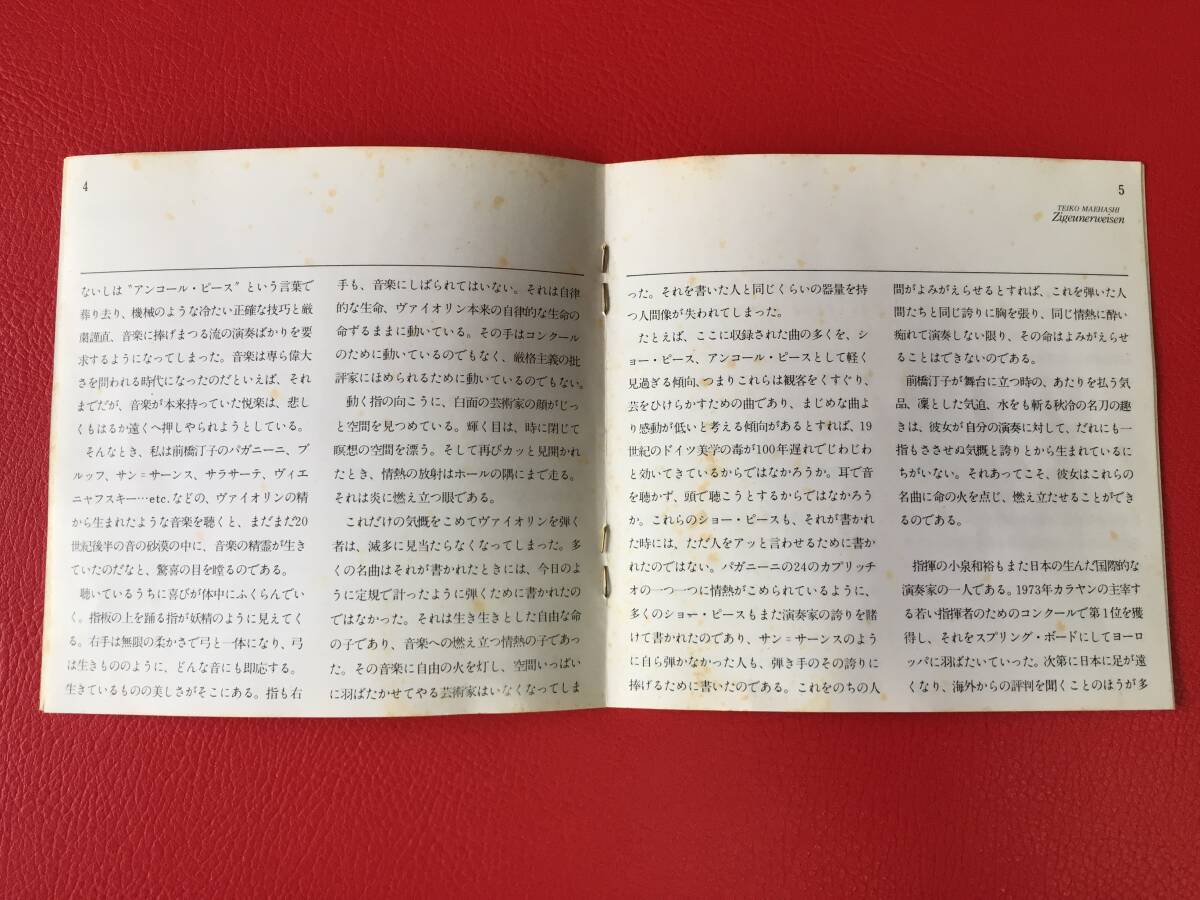 4
ないしは“アンコール・ピース”という言葉で
葬り去り、機械のような冷たい正確な技巧と厳
粛謹直、音楽に捧げまつる流の演奏ばかりを要
求するようになってしまった。音楽は専ら偉大
さを問われる時代になったのだといえば、それ
までだが、音楽が本来持っていた悦楽は、悲し
くもはるか遠くへ押しやられようとしている。
そんなとき、私は前橋汀子のパガニーニ、ブ
ルッフ、サン＝サーンス、サラサーテ、ヴィエ
ニャフスキー…etc.などの、ヴァイオリンの精
から生まれたような音楽を聴くと、まだまだ20
世紀後半の音の砂漠の中に、音楽の精霊が生き
ていたのだなと、驚喜の目を瞠るのである。
聴いているうちに喜びが体中にふくらんでい
く。指板の上を踊る指が妖精のように見えてく
る。右手は無限の柔かさで弓と一体になり、弓
は生きもののように、どんな音にも即応する。
生きているものの美しさがそこにある。指も右
手も、音楽にしばられてはいない。それは自律
的な生命、ヴァイオリン本来の自律的な生命の
命ずるままに動いている。その手はコンクール
のために動いているのでもなく、厳格主義の批
評家にほめられるために動いているのでもない。
動く指の向こうに、白面の芸術家の顔がじっ
と空間を見つめている。輝く目は、時に閉じて
瞑想の空間を漂う。そして再びカッと見開かれ
たとき、情熱の放射はホールの隅にまで走る。
それは炎に燃え立つ眼である。
これだけの気慨をこめてヴァイオリンを弾く
者は、滅多に見当たらなくなってしまった。多
くの名曲はそれが書かれたときには、今日のよ
うに定規で計ったように弾くために書かれたの
ではなかった。それは生き生きとした自由な命
の子であり、音楽への燃え立つ情熱の子であっ
た。その音楽に自由の火を灯し、空間いっぱい
に羽ばたかせてやる芸術家はいなくなってしま
5
TEIKO MAEHASHI
Zigeunerweisen
った。それを書いた人と同じくらいの器量を持
つ人間像が失われてしまった。
たとえば、ここに収録された曲の多くを、シ
ョー・ピース、アンコール・ピースとして軽く
見過ぎる傾向、つまりこれらは観客をくすぐり、
芸をひけらかすための曲であり、まじめな曲よ
り感動が低いと考える傾向があるとすれば、19
世紀のドイツ美学の毒が100年遅れでじわじわ
と効いてきているからではなかろうか。耳で音
を聴かず、頭で聴こうとするからではなかろう
か。これらのショー・ピースも、それが書かれ
た時には、ただ人をアッと言わせるために書か
れたのではない。パガニーニの24のカプリッチ
オの一つ一つに情熱がこめられているように、
多くのショー・ピースもまた演奏家の誇りを賭
けて書かれたのであり、サン＝サーンスのよう
に自ら弾かなかった人も、弾き手のその誇りに
捧げるために書いたのである。これをのちの人
間がよみがえらせるとすれば、これを弾いた人
間たちと同じ誇りに胸を張り、同じ情熱に酔い
痴れて演奏しない限り、その命はよみがえらせ
ることはできないのである。
前橋汀子が舞台に立つ時の、あたりを払う気
品、凜とした気迫、水をも斬る秋冷の名刀の趣
きは、彼女が自分の演奏に対して、だれにも一
指もささせぬ気慨と誇りとから生まれているに
ちがいない。それあってこそ、彼女はこれらの
名曲に命の火を点じ、燃え立たせることができ
るのである。
指揮の小泉和裕もまた日本の生んだ国際的な
演奏家の一人である。1973年カラヤンの主宰す
る若い指揮者のためのコンクールで第1位を獲
得し、それをスプリング・ボードにしてヨーロ
ッパに羽ばたいていった。次第に日本に足が遠
くなり、海外からの評判を聞くことのほうが多